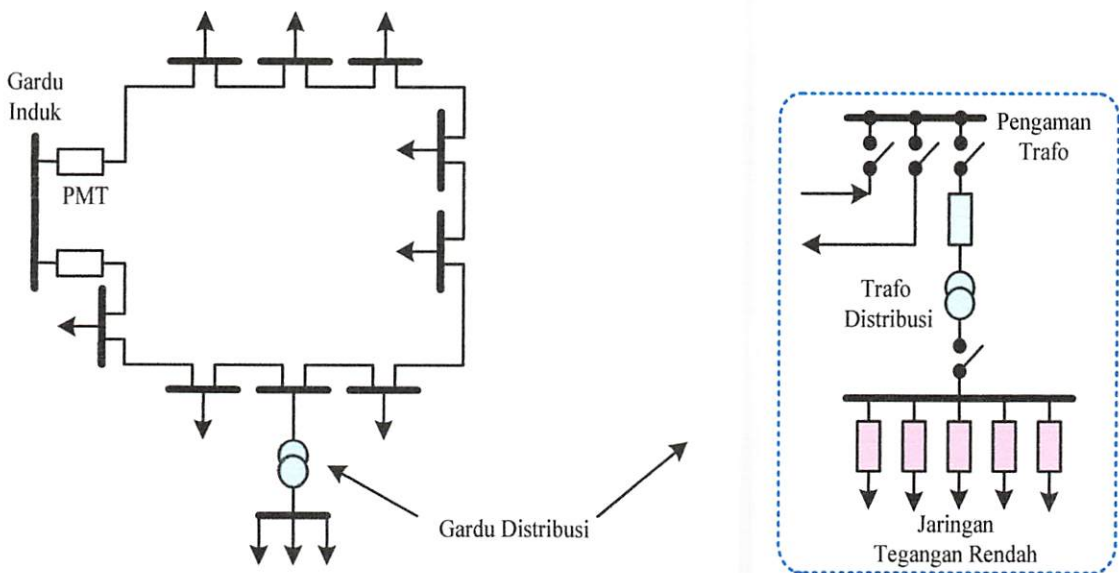 Gardu
Induk
PMT
Gardu Distribusi
Pengaman
Trafo
Trafo
Distribusi
Jaringan
Tegangan Rendah